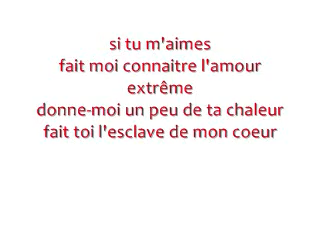 si tu m'aimes
fait moi connaitre l'amour
extrême
donne-moi un peu de ta chaleur
fait toi l'esclave de mon coeur